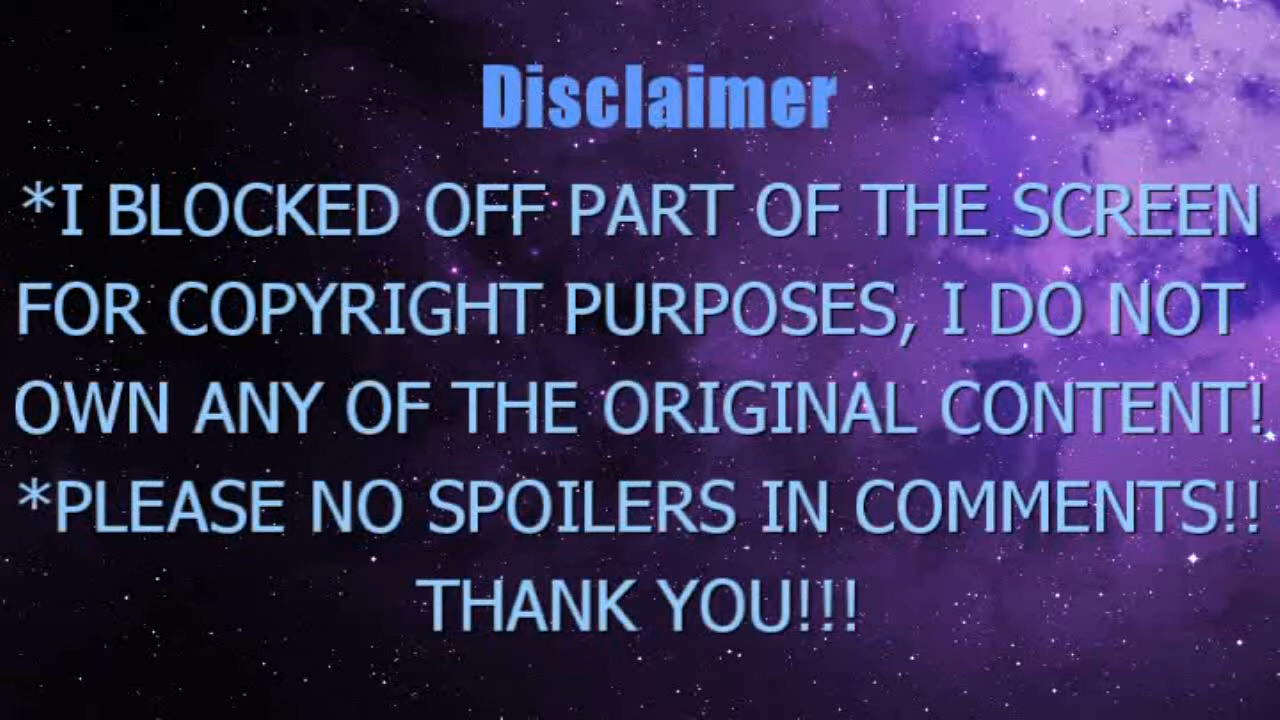 Disclaimer
*I BLOCKED OFF PART OF THE SCREEN
FOR COPYRIGHT PURPOSES, I DO NOT
OWN ANY OF THE ORIGINAL CONTENT!
*PLEASE NO SPOILERS IN COMMENTS!!
THANK YOU!!!